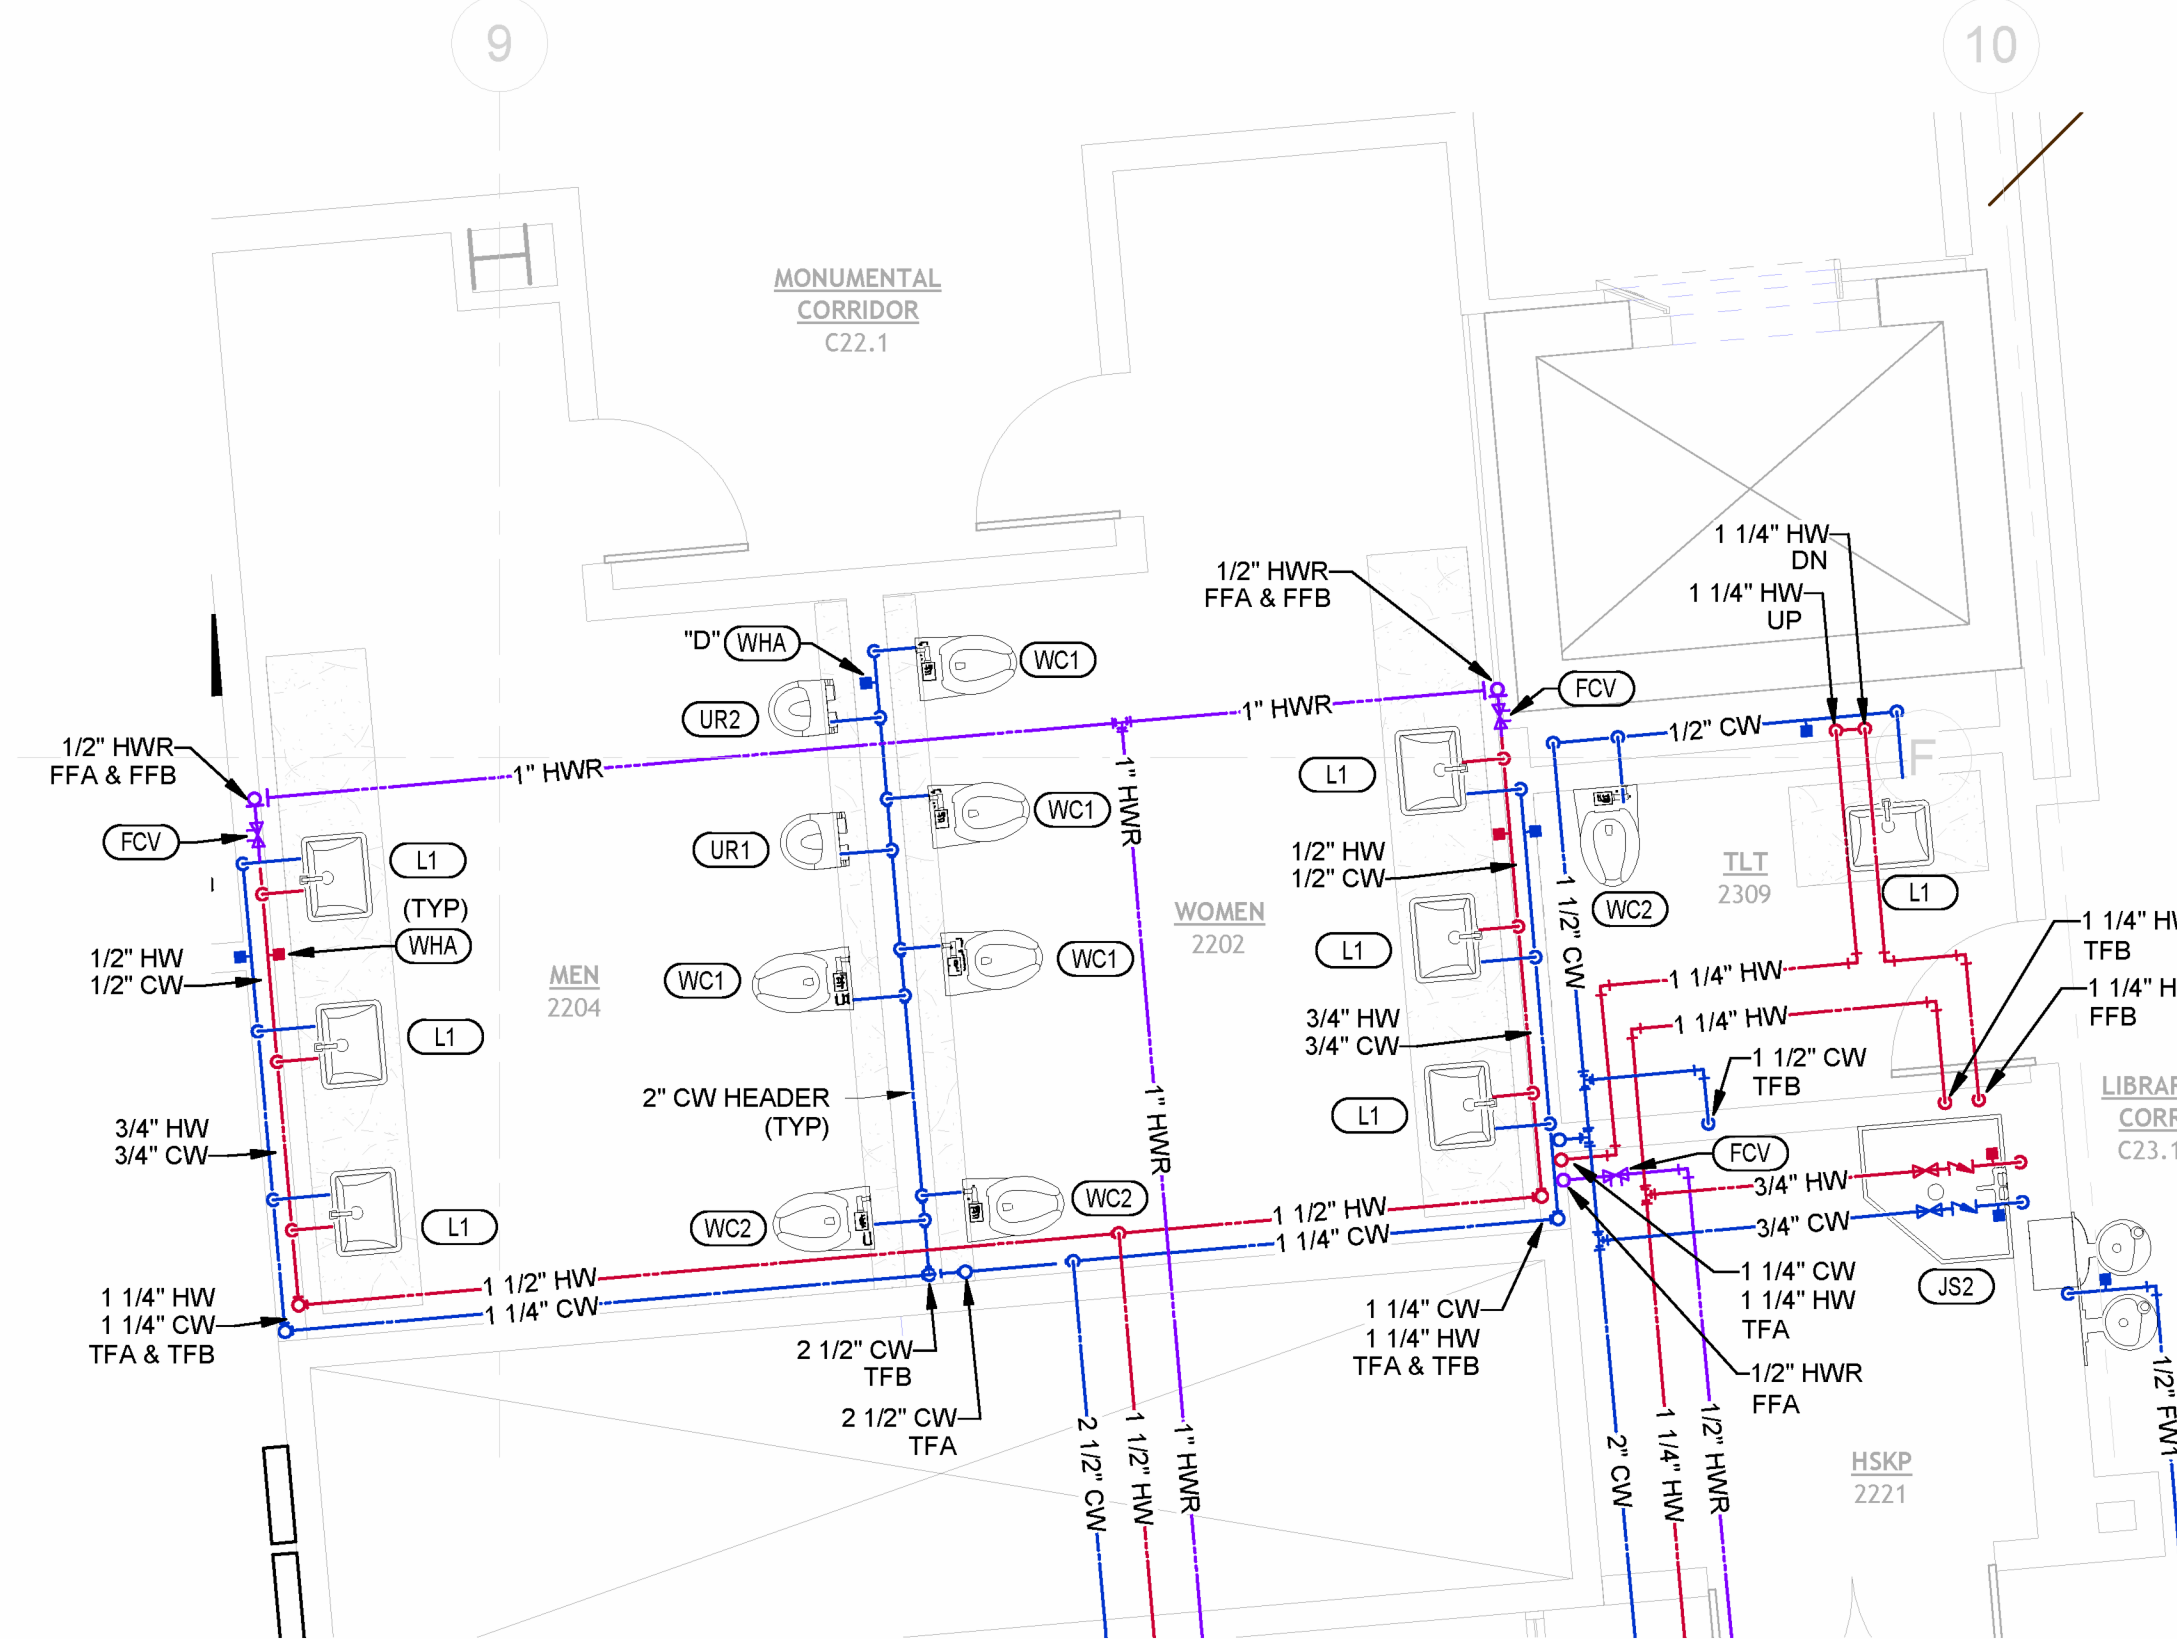 9
10
MONUMENTAL
CORRIDOR
C22.1
1 1/4" HW
DN
1 1/4" HW
UP
1/2" HWR
FFA & FFB
"D" WHA
WC1
FCV
UR2
1" HWR
1/2" CW
F
1/2" HWR
FFA & FFB
1" HWR
L1
1" HWR
WC1
FCV
UR1
L1
1/2" HW
1/2" CW
TLT
2309
L1
(TYP)
WHA
WOMEN
2202
WC2
1 1/2" CW
1 1/4" HW
TFB
1/2" HW
1/2" CW
MEN
2204
WC1
WC1
L1
1 1/4" HW
FFB
1 1/4" HW
3/4" HW
3/4" CW
1 1/4" HW
L1
1 1/2" CW
TFB
2" CW HEADER
(TYP)
1" HWR
L1
C23.1
3/4" HW
3/4" CW
FCV
3/4" HW
WC2
L1
WC2
1 1/2" HW
1 1/4" CW
3/4" CW
1 1/4" HW
1 1/4" CW
TFA & TFB
1 1/2" HW
1 1/4" CW
1 1/4" CW
1 1/4" HW
TFA
JS2
2 1/2" CW
TFB
1 1/4" CW
1 1/4" HW
TFA & TFB
1/2" HWR
FFA
2 1/2" CW
TFA
2 1/2" CW
1 1/2" HW
1" HWR
2" CW
1 1/4" HW
1/2" HWR
HSKP
2221